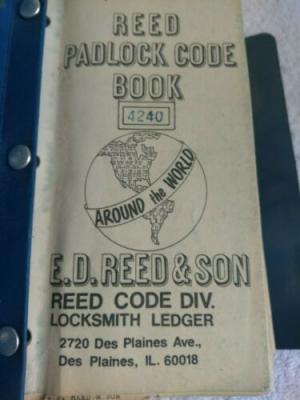 REED
PADLOCK CODE
BOOK
4240
AROUND the WORLD
E.D. REED & SON
REED CODE DIV.
LOCKSMITH LEDGER
2720 Des Plaines Ave.,
Des Plaines, IL. 60018